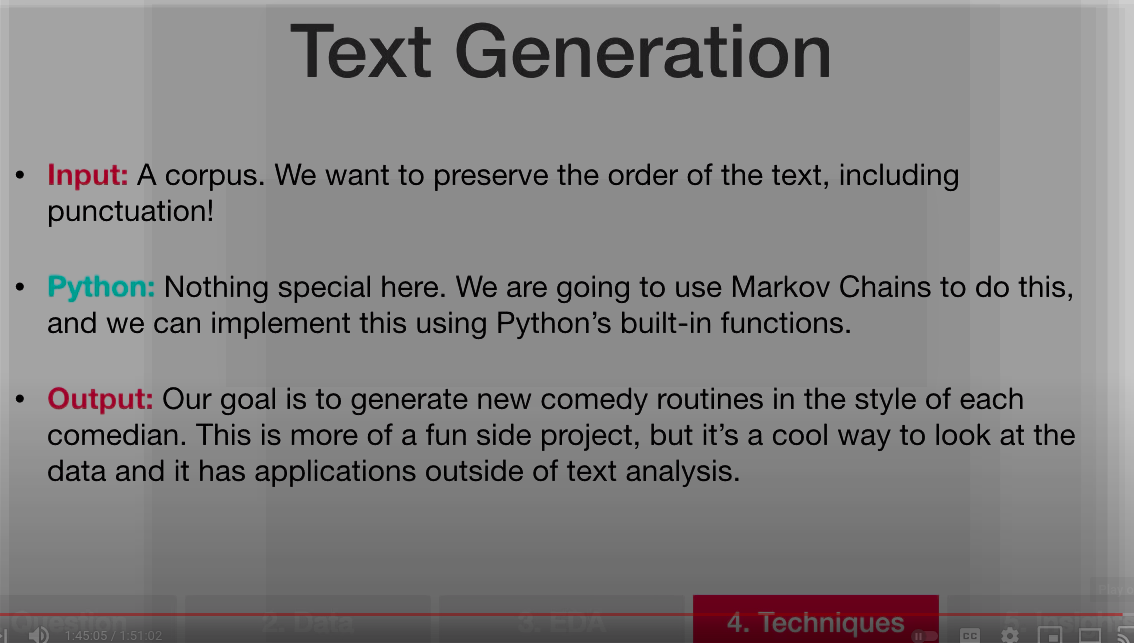 Text Generation
• Input: A corpus. We want to preserve the order of the text, including
punctuation!
• Python: Nothing special here. We are going to use Markov Chains to do this,
and we can implement this using Python’s built-in functions.
• Output: Our goal is to generate new comedy routines in the style of each
comedian. This is more of a fun side project, but it’s a cool way to look at the
data and it has applications outside of text analysis.
Question 2. Data 3. EDA 4. Techniques
1:45:05 / 1:51:02 CC